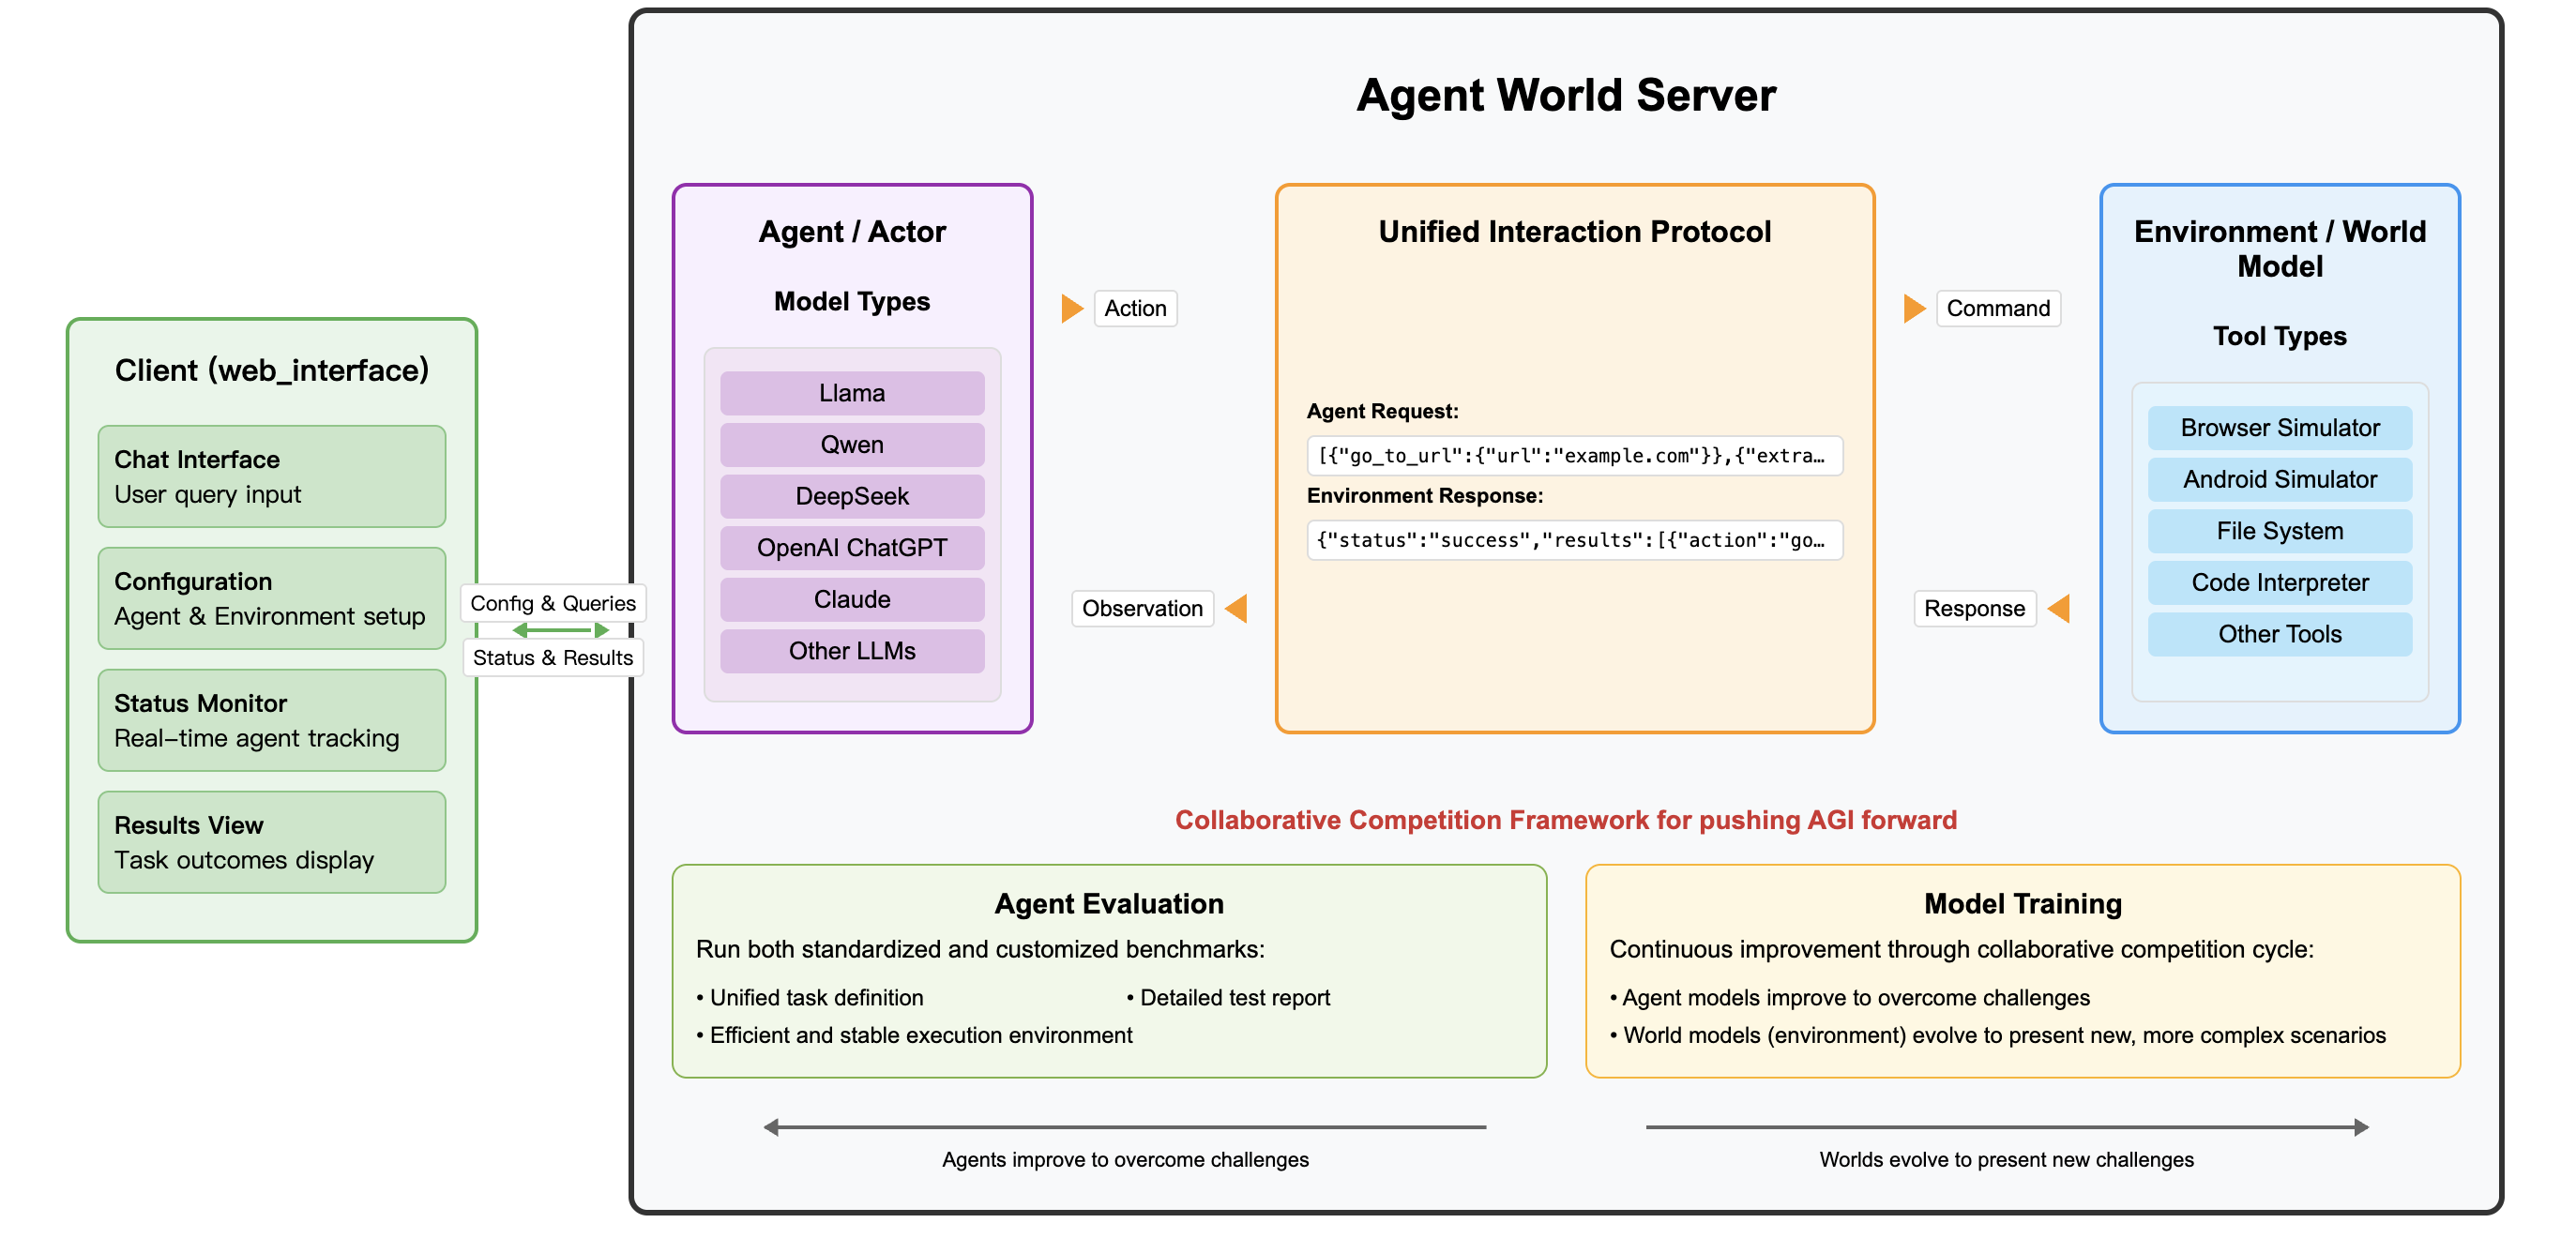 Agent World Server
Client (web_interface)
Chat Interface
User query input
Configuration
Agent & Environment setup
Status Monitor
Real-time agent tracking
Results View
Task outcomes display
Config & Queries
Status & Results
Agent / Actor
Model Types
Llama
Qwen
DeepSeek
OpenAI ChatGPT
Claude
Other LLMs
Action
Observation
Unified Interaction Protocol
Agent Request:
[{"go_to_url":{"url":"example.com"}},{"extra…
Environment Response:
{"status":"success","results":[{"action":"go…
Command
Response
Environment / World
Model
Tool Types
Browser Simulator
Android Simulator
File System
Code Interpreter
Other Tools
Collaborative Competition Framework for pushing AGI forward
Agent Evaluation
Run both standardized and customized benchmarks:
• Unified task definition
• Detailed test report
• Efficient and stable execution environment
Model Training
Continuous improvement through collaborative competition cycle:
• Agent models improve to overcome challenges
• World models (environment) evolve to present new, more complex scenarios
Agents improve to overcome challenges
Worlds evolve to present new challenges